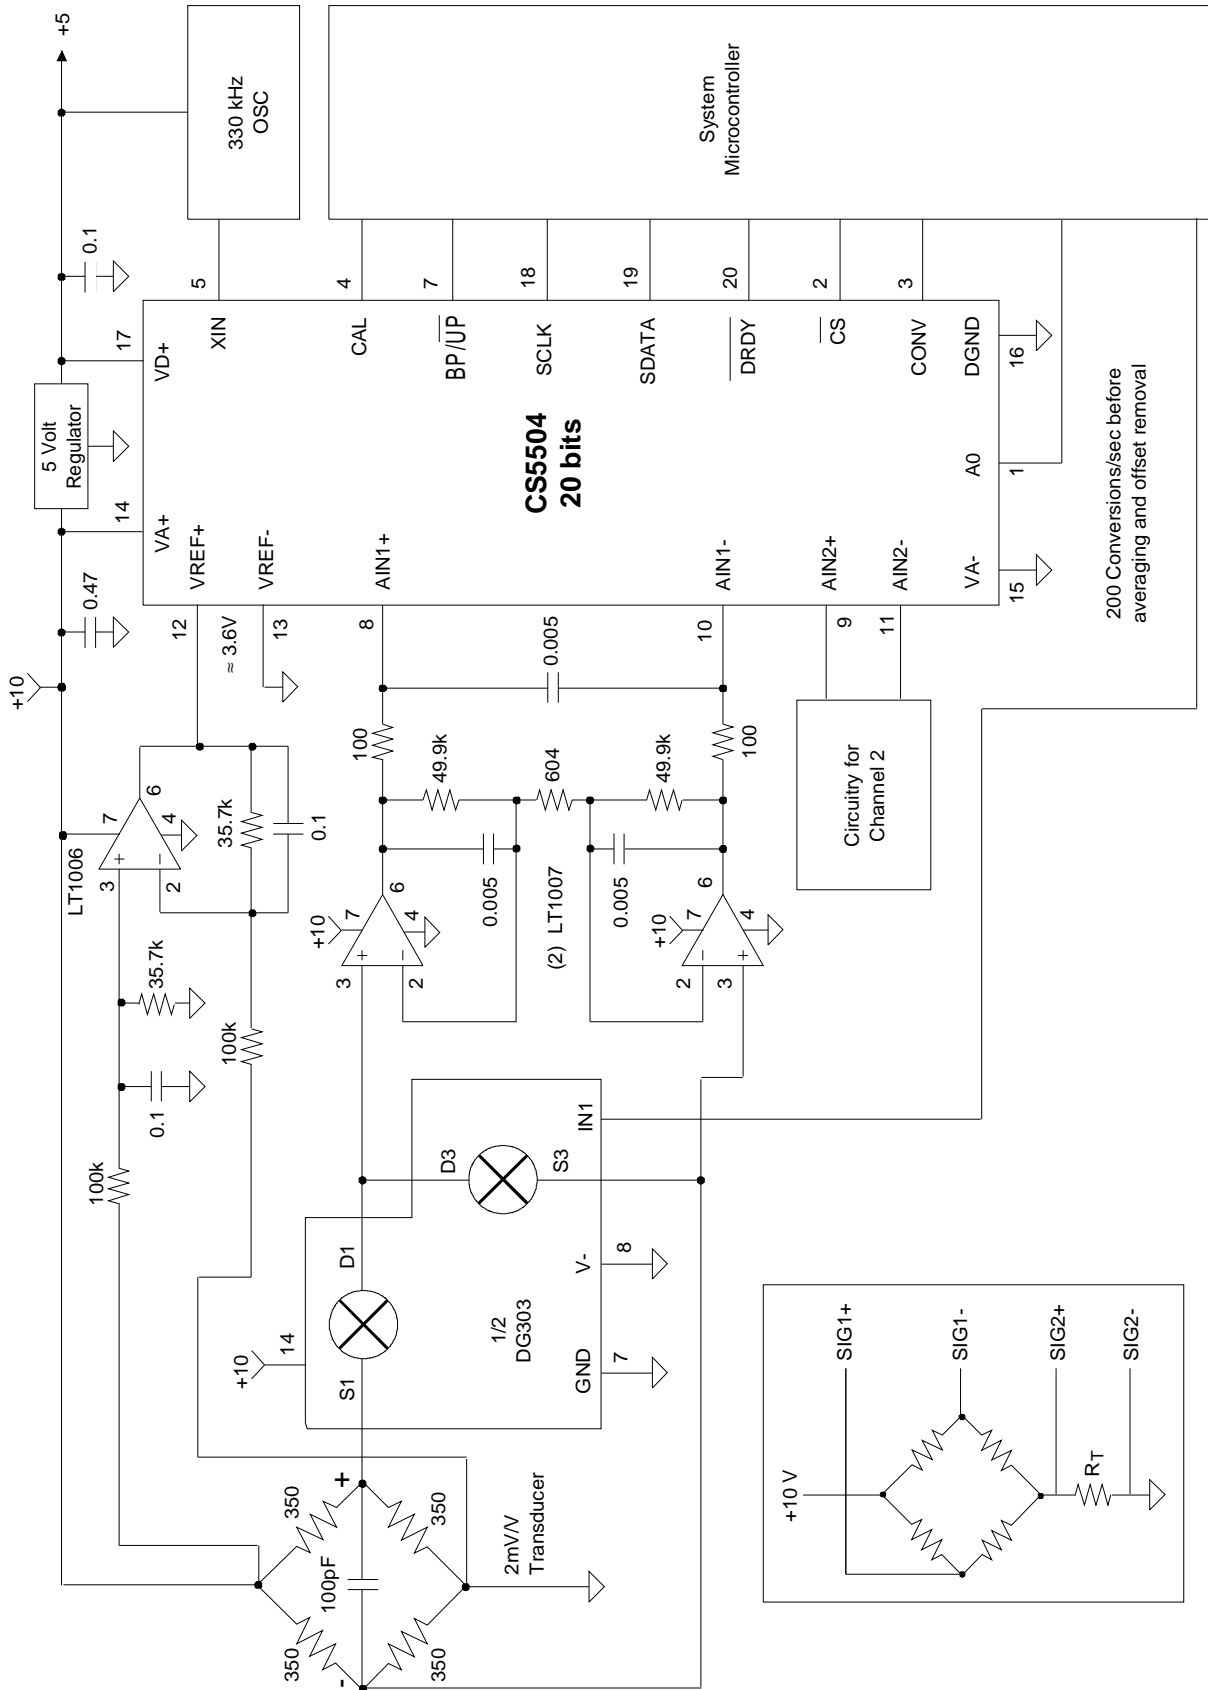 +5
330 kHz
OSC
System
Microcontroller
0.1
5
4
7
18
19
20
2
3
17
VD+
XIN
CAL
BP/UP
SCLK
SDATA
DRDY
CS
CONV
DGND
16
5 Volt
Regulator
CS5504
20 bits
A0
1
14
VA+
VREF+
VREF-
AIN1+
AIN1-
AIN2+
AIN2-
VA-
15
200 Conversions/sec before
averaging and offset removal
0.47
12
≈ 3.6V
13
8
10
9
11
+10
0.005
100
100
49.9k
604
49.9k
Circuitry for
Channel 2
LT1006
7
6
4
3
2
+
-
35.7k
0.1
0.005
(2) LT1007
0.005
+10
7
6
4
3
2
+
-
+10
7
6
4
2
3
-
+
35.7k
100k
0.1
100k
D3
S3
IN1
D1
S1
+10
14
1/2
DG303
V-
8
GND
7
+
-
350
350
350
350
100pF
2mV/V
Transducer
+10 V
SIG1+
SIG1-
SIG2+
SIG2-
RT